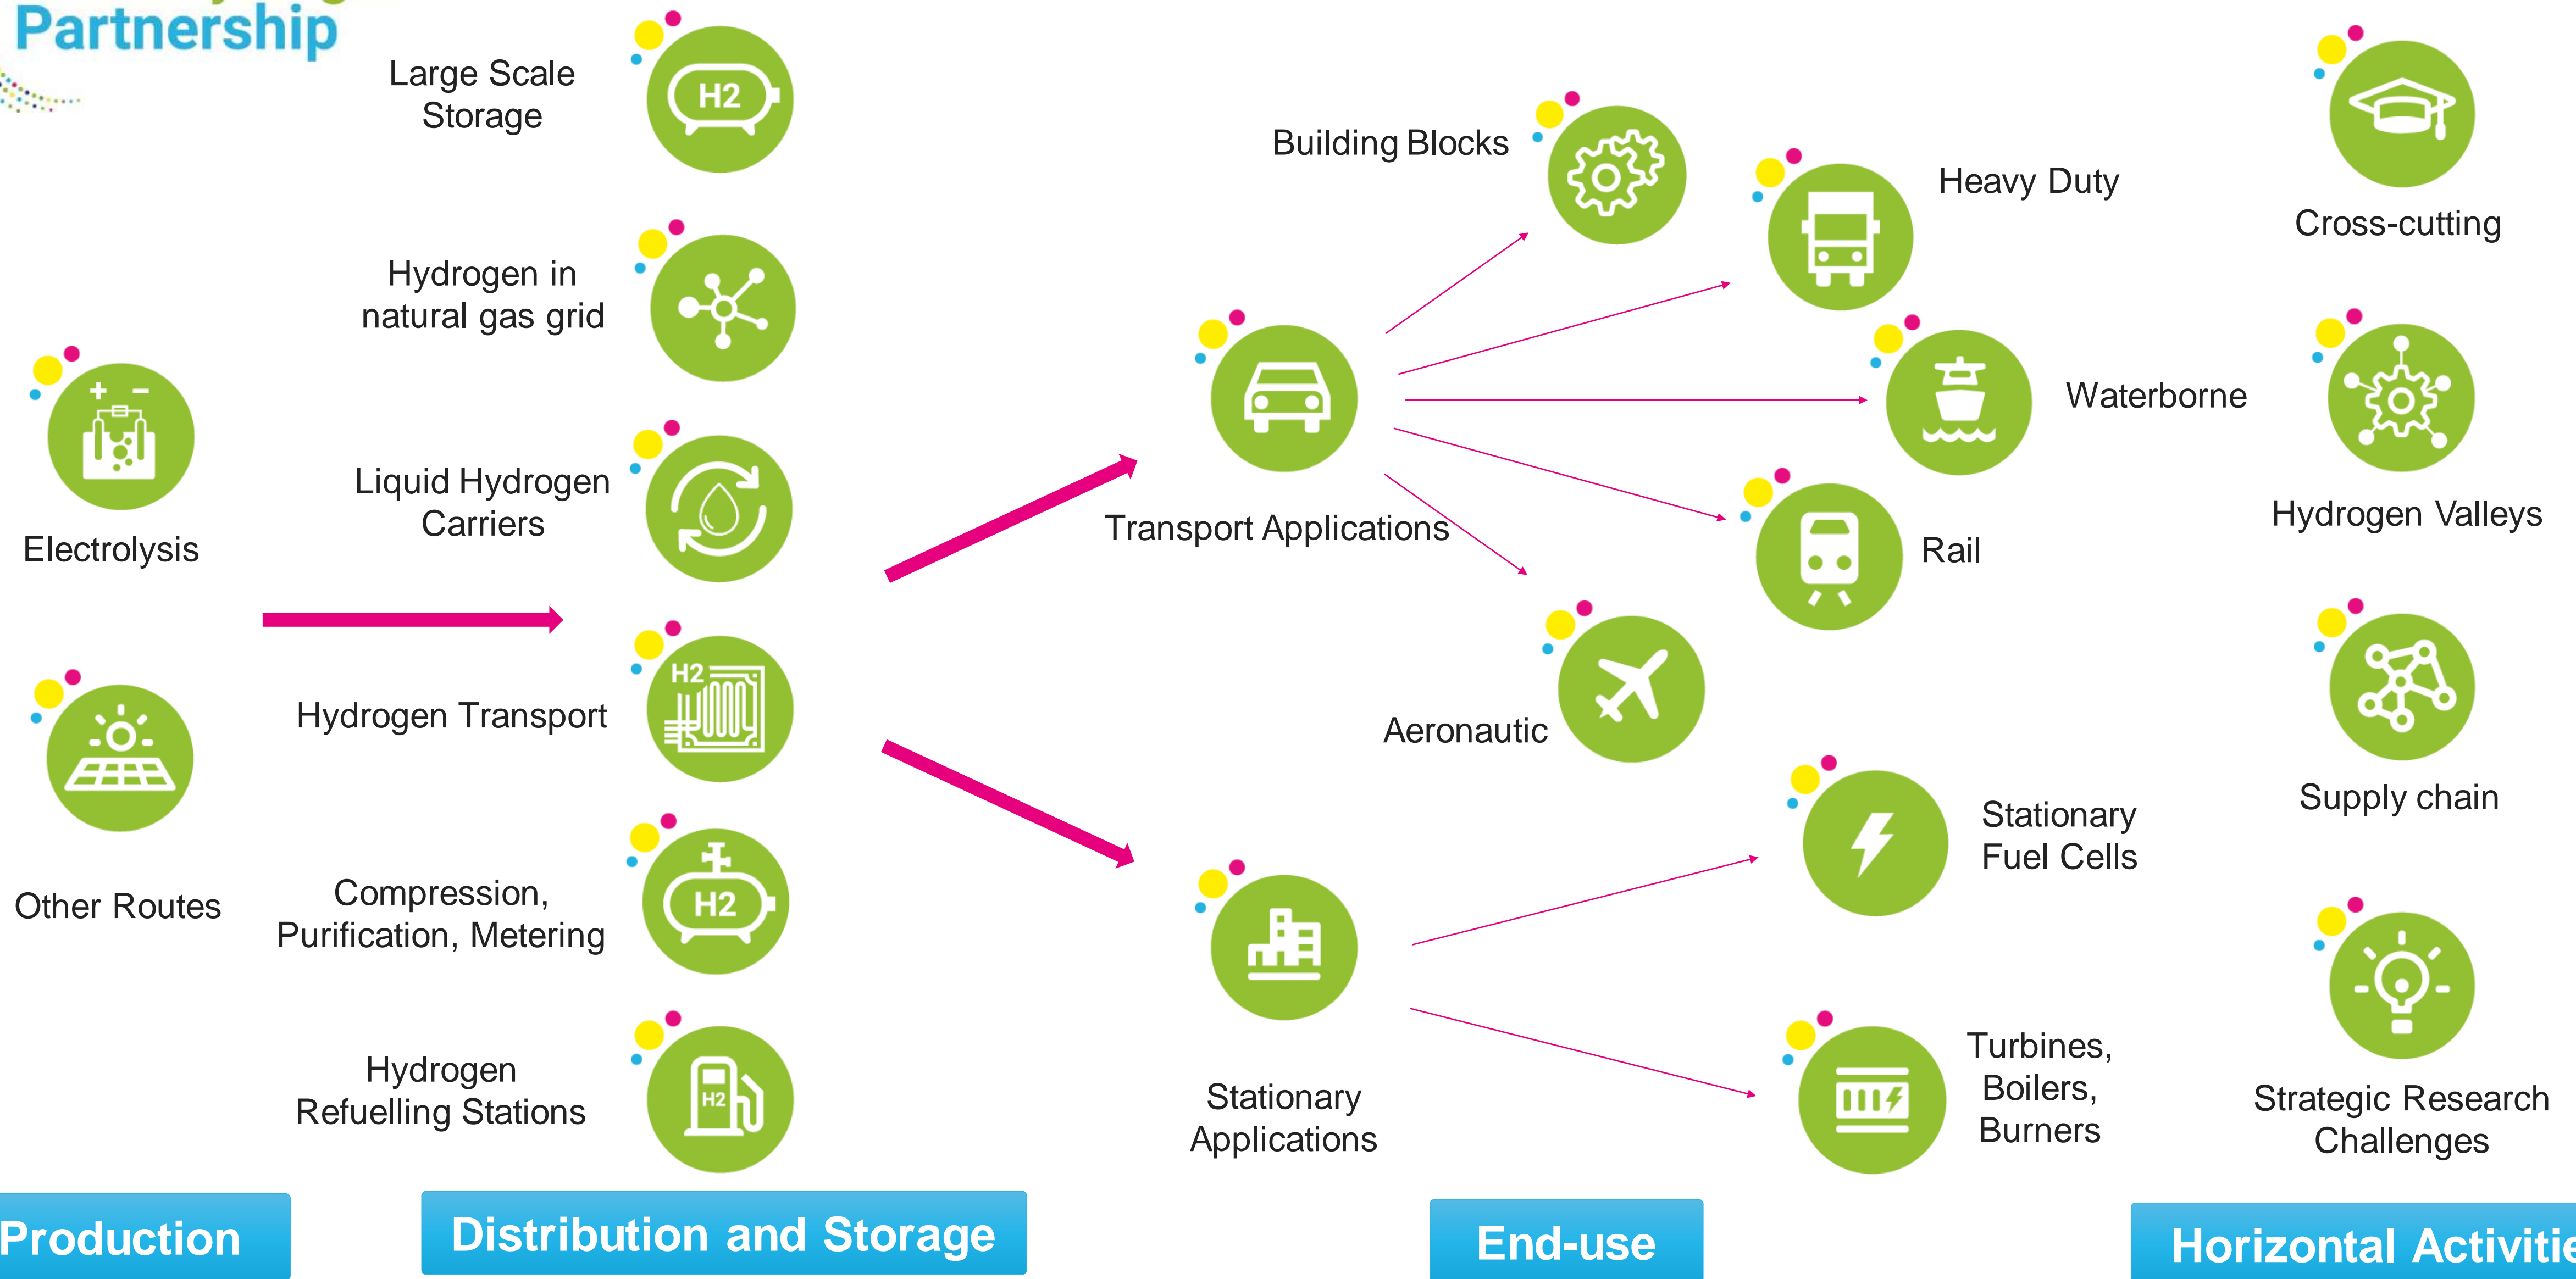 Partnership
Large Scale
Storage
H2
Hydrogen in
natural gas grid
Liquid Hydrogen
Carriers
Electrolysis
+ -
Hydrogen Transport
H2
Other Routes
Compression,
Purification, Metering
H2
Hydrogen
Refuelling Stations
H2
Building Blocks
Heavy Duty
Waterborne
Transport Applications
Rail
Aeronautic
Stationary
Fuel Cells
Stationary
Applications
Turbines,
Boilers,
Burners
Cross-cutting
Hydrogen Valleys
Supply chain
Strategic Research
Challenges
Production
Distribution and Storage
End-use
Horizontal Activitie